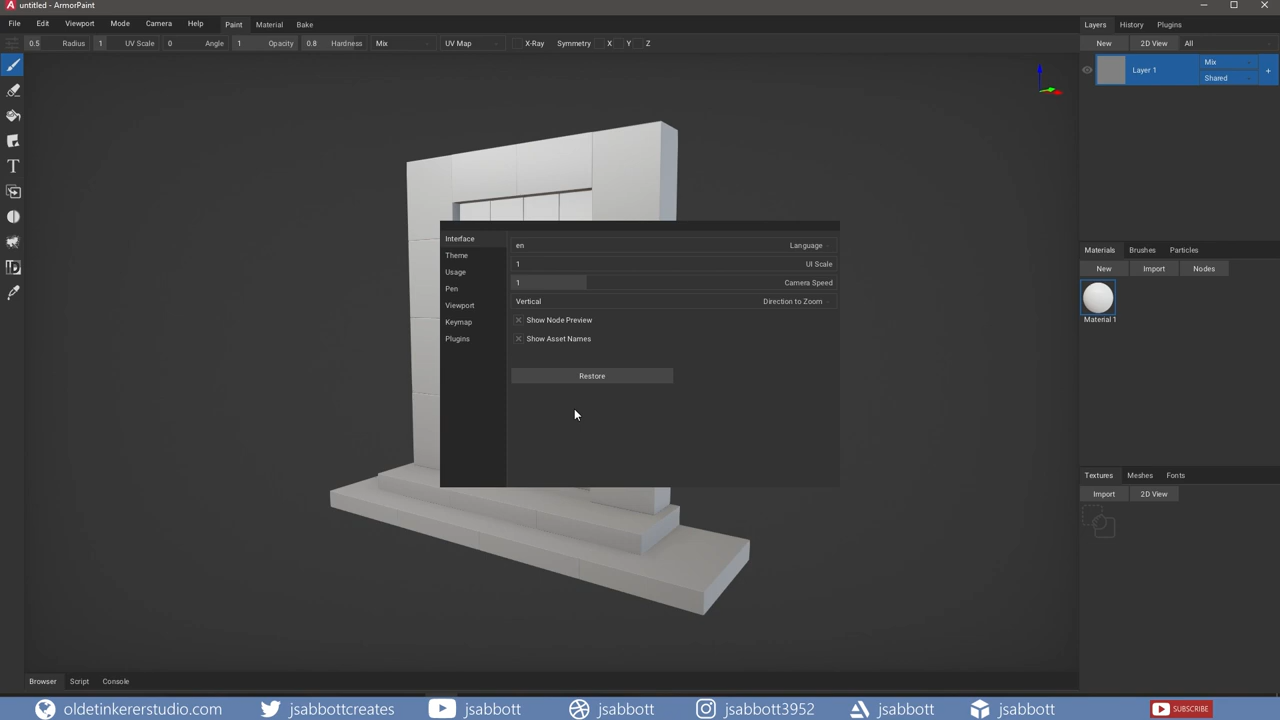 untitled - ArmorPaint
File Edit Viewport Mode Camera Help Paint Material Bake
0.5 Radius 1 UV Scale 0 Angle 1 Opacity 0.8 Hardness Mix UV Map X-Ray Symmetry X Y Z
Layers History Plugins
New 2D View All
Layer 1 Mix
Shared
+
T
Interface
Theme
Usage
Pen
Viewport
Keymap
Plugins
en Language
1 UI Scale
1 Camera Speed
Vertical Direction to Zoom
Show Node Preview
Show Asset Names
Restore
Materials Brushes Particles
New Import Nodes
Material 1
Textures Meshes Fonts
Import 2D View
Browser Script Console
oldetinkererstudio.com jsabbottcreates jsabbott jsabbott jsabbott3952 jsabbott jsabbott SUBSCRIBE